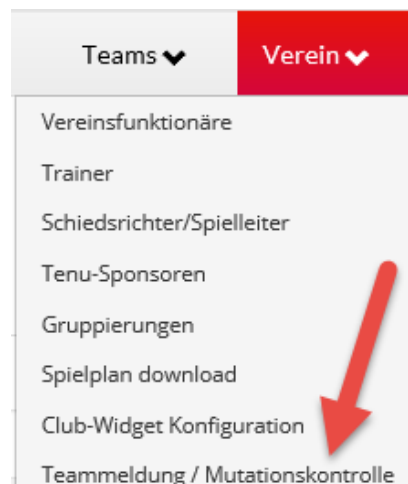 Teams Verein
Vereinsfunktionäre
Trainer
Schiedsrichter/Spielleiter
Tenu-Sponsoren
Gruppierungen
Spielplan download
Club-Widget Konfiguration
Teammeldung / Mutationskontrolle